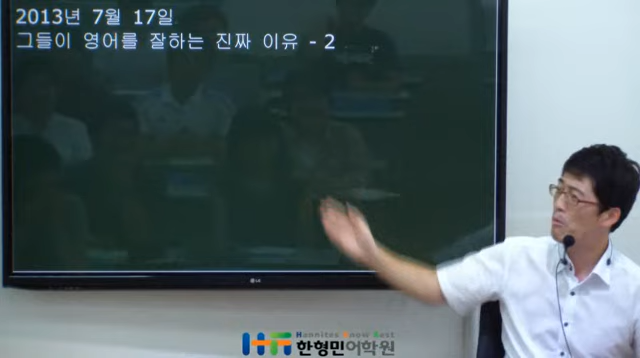 2013년 7월 17일
그들이 영어를 잘하는 진짜 이유 - 2
LG
Hannites Know Best
한형민어학원